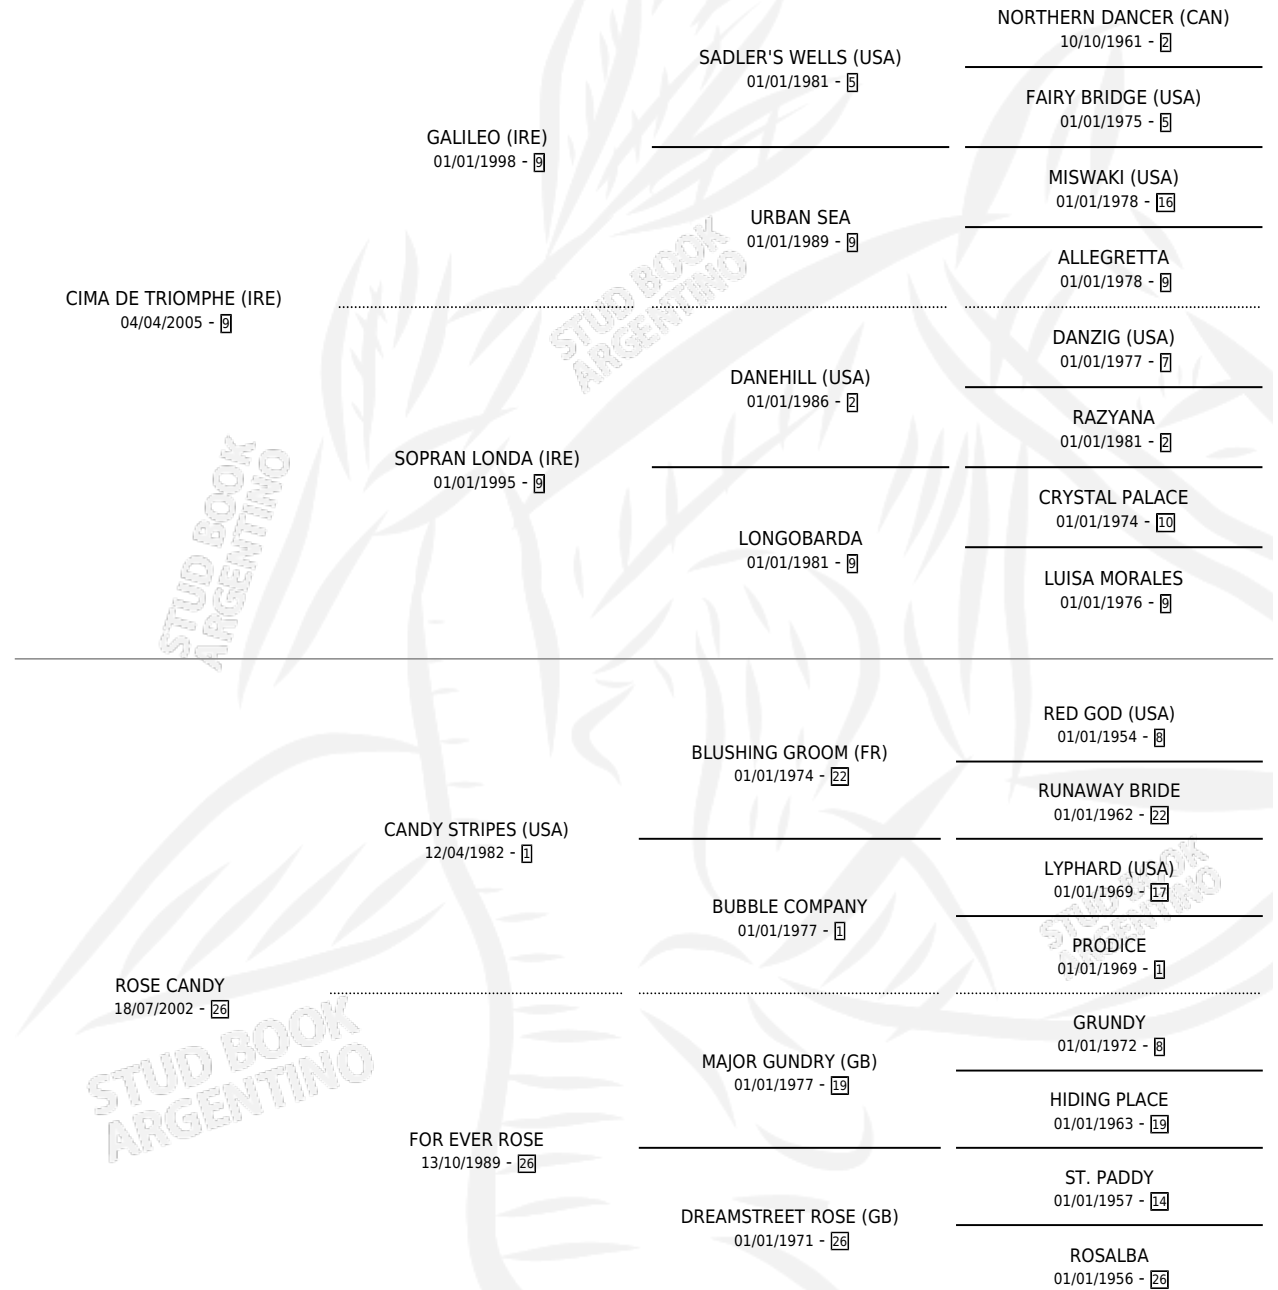 NORTHERN DANCER (CAN)
10/10/1961 - 2
SADLER'S WELLS (USA)
01/01/1981 - 5
FAIRY BRIDGE (USA)
01/01/1975 - 5
GALILEO (IRE)
01/01/1998 - 9
MISWAKI (USA)
01/01/1978 - 16
URBAN SEA
01/01/1989 - 9
ALLEGRETTA
01/01/1978 - 9
CIMA DE TRIOMPHE (IRE)
04/04/2005 - 9
DANZIG (USA)
01/01/1977 - 7
DANEHILL (USA)
01/01/1986 - 2
RAZYANA
01/01/1981 - 2
SOPRAN LONDA (IRE)
01/01/1995 - 9
CRYSTAL PALACE
01/01/1974 - 10
LONGOBARDA
01/01/1981 - 9
LUISA MORALES
01/01/1976 - 9
RED GOD (USA)
01/01/1954 - 8
BLUSHING GROOM (FR)
01/01/1974 - 22
RUNAWAY BRIDE
01/01/1962 - 22
CANDY STRIPES (USA)
12/04/1982 - 1
LYPHARD (USA)
01/01/1969 - 17
BUBBLE COMPANY
01/01/1977 - 1
PRODICE
01/01/1969 - 1
ROSE CANDY
18/07/2002 - 26
GRUNDY
01/01/1972 - 8
MAJOR GUNDRY (GB)
01/01/1977 - 19
HIDING PLACE
01/01/1963 - 19
FOR EVER ROSE
13/10/1989 - 26
ST. PADDY
01/01/1957 - 14
DREAMSTREET ROSE (GB)
01/01/1971 - 26
ROSALBA
01/01/1956 - 26
STUD BOOK
ARGENTINO
STUD BOOK
ARGENTINO
STUD BOOK
ARGENTINO
STUD BOOK
ARGENTINO